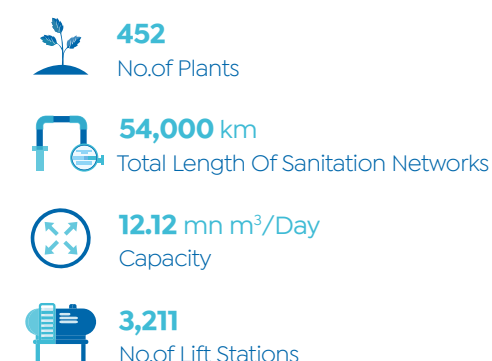 452
No.of Plants
54,000 km
Total Length Of Sanitation Networks
12.12 mn m³/Day
Capacity
3,211
No.of Lift Stations